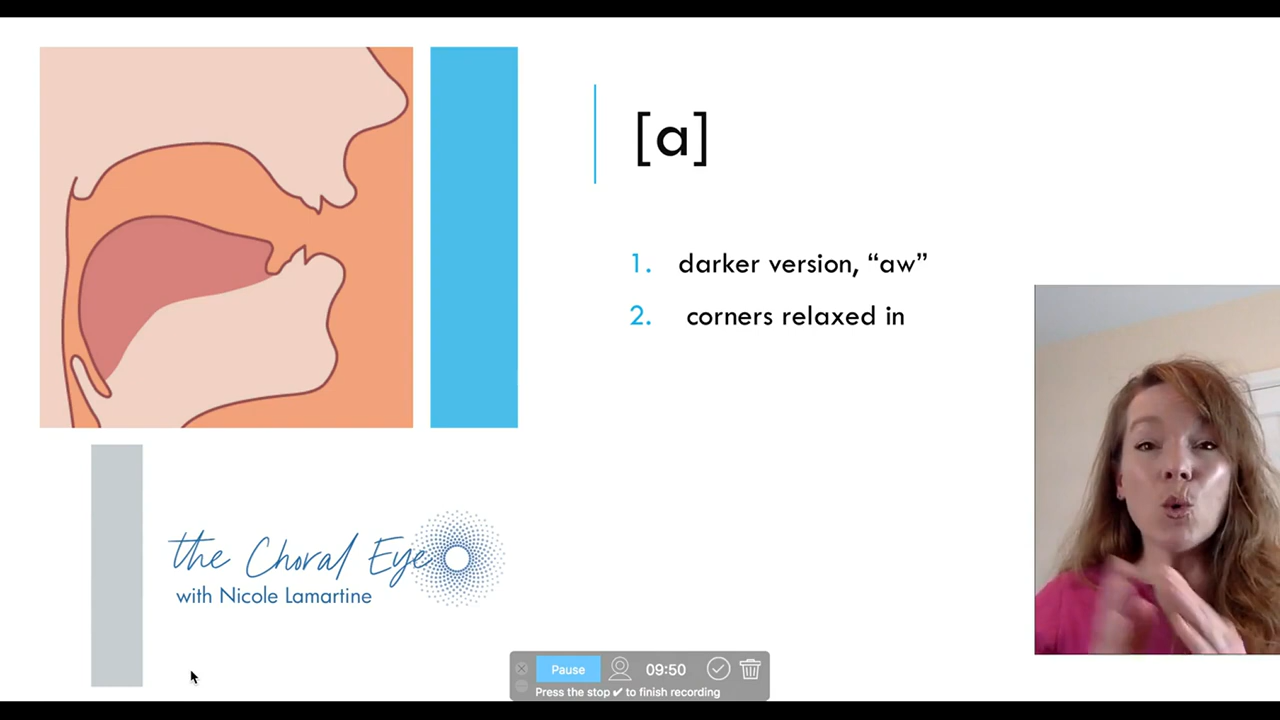 [a]
1. darker version, “aw”
2. corners relaxed in
the Choral Eye
with Nicole Lamartine
Pause
09:50
Press the stop ✔ to finish recording